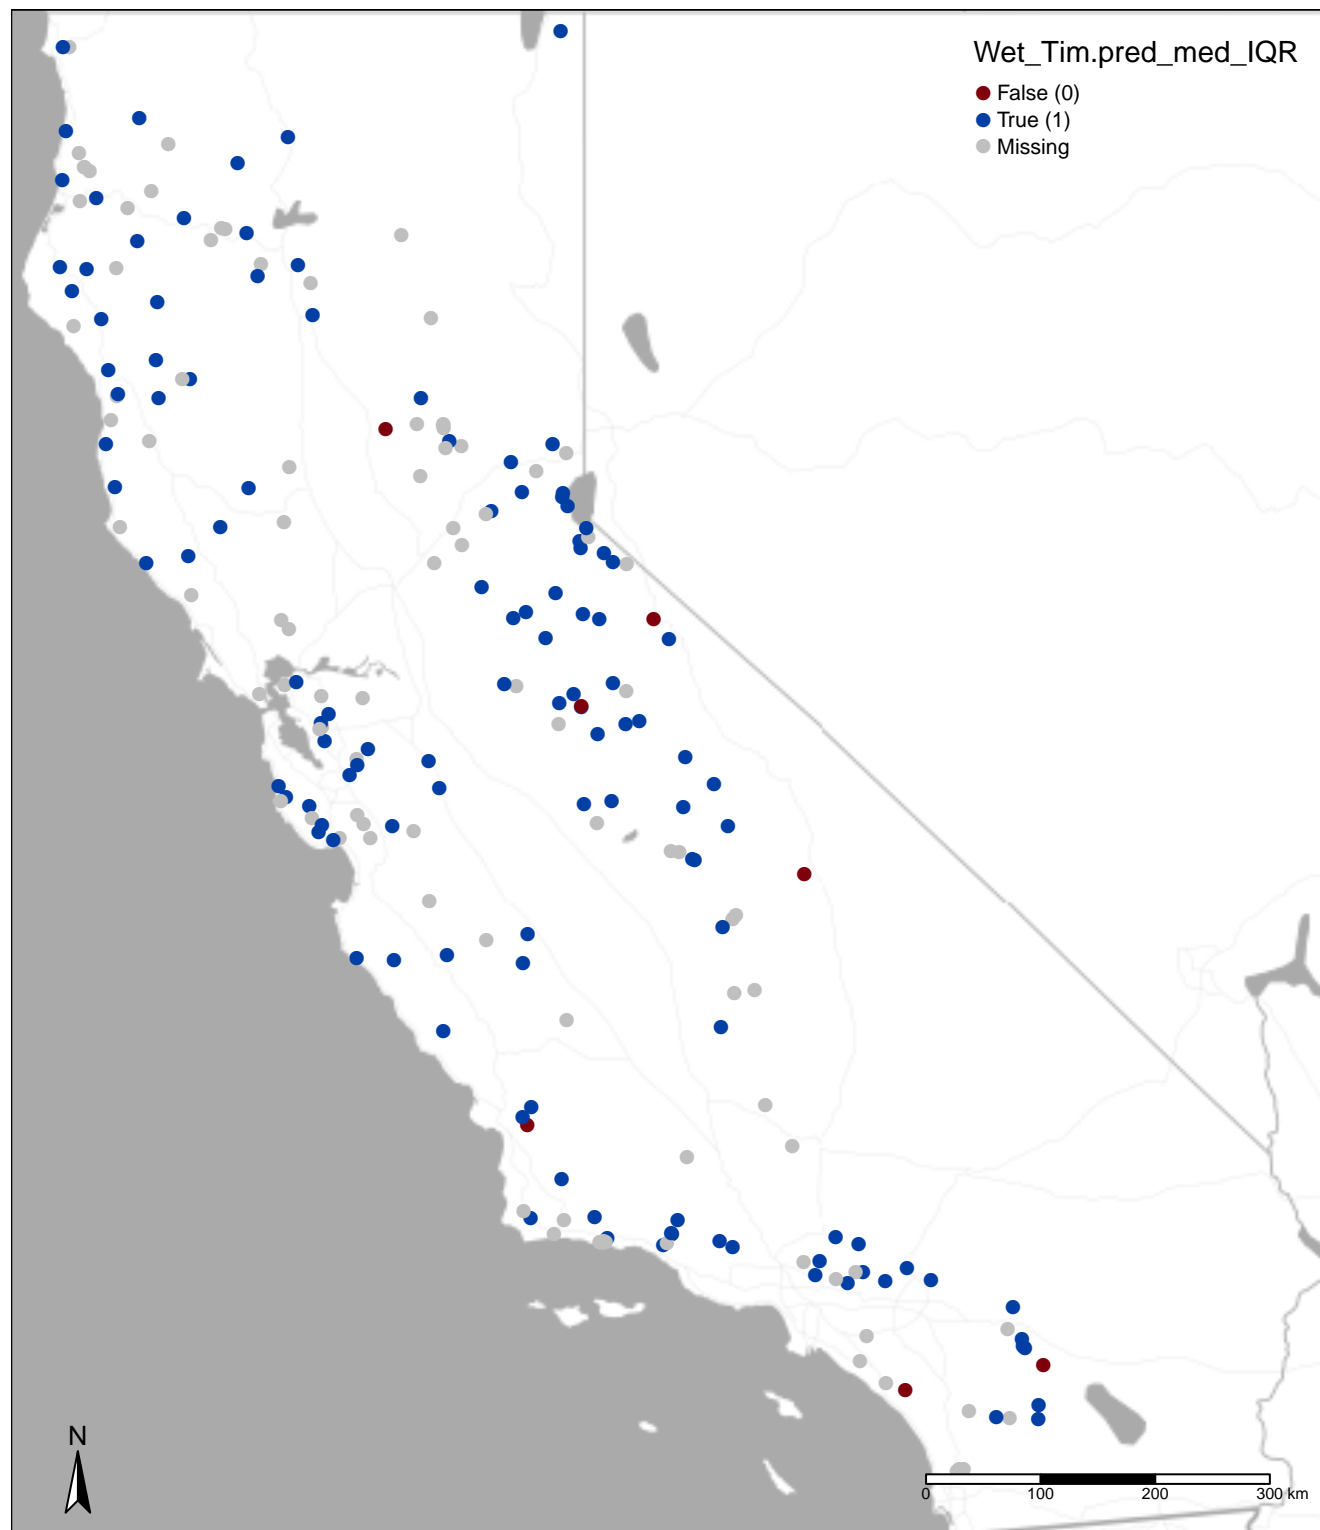 Wet_Tim.pred_med_IQR
False (0)
True (1)
Missing
N
0 100 200 300 km